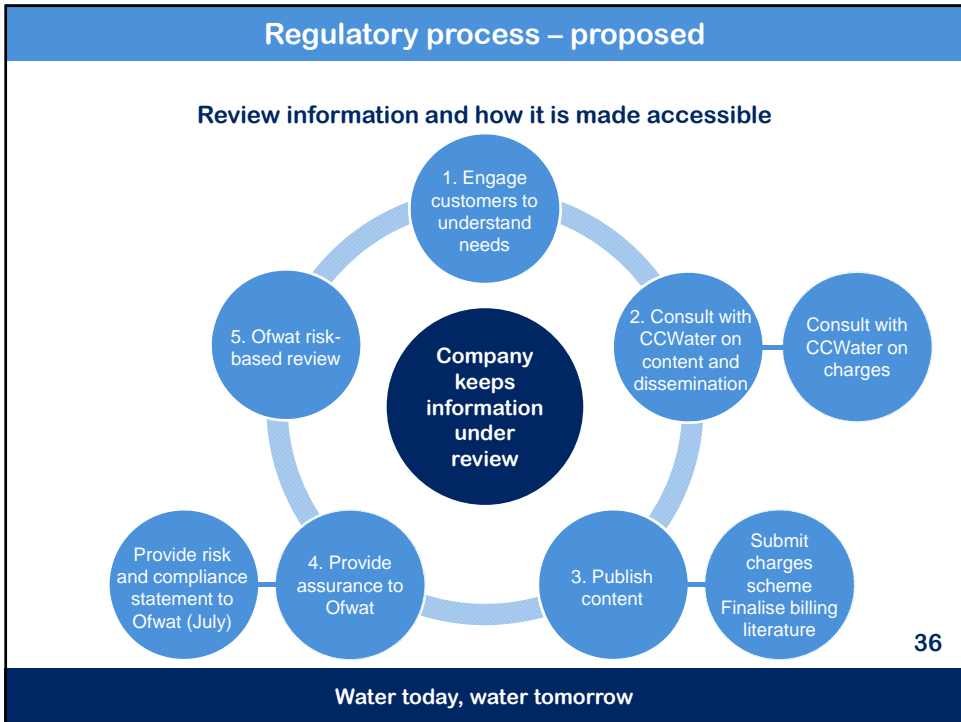 Regulatory process – proposed
Review information and how it is made accessible
1. Engage
customers to
understand
needs
2. Consult with
CCWater on
content and
dissemination
Consult with
CCWater on
charges
5. Ofwat risk-
based review
Company
keeps
information
under
review
Provide risk
and compliance
statement to
Ofwat (July)
4. Provide
assurance to
Ofwat
3. Publish
content
Submit
charges
scheme
Finalise billing
literature
36
Water today, water tomorrow